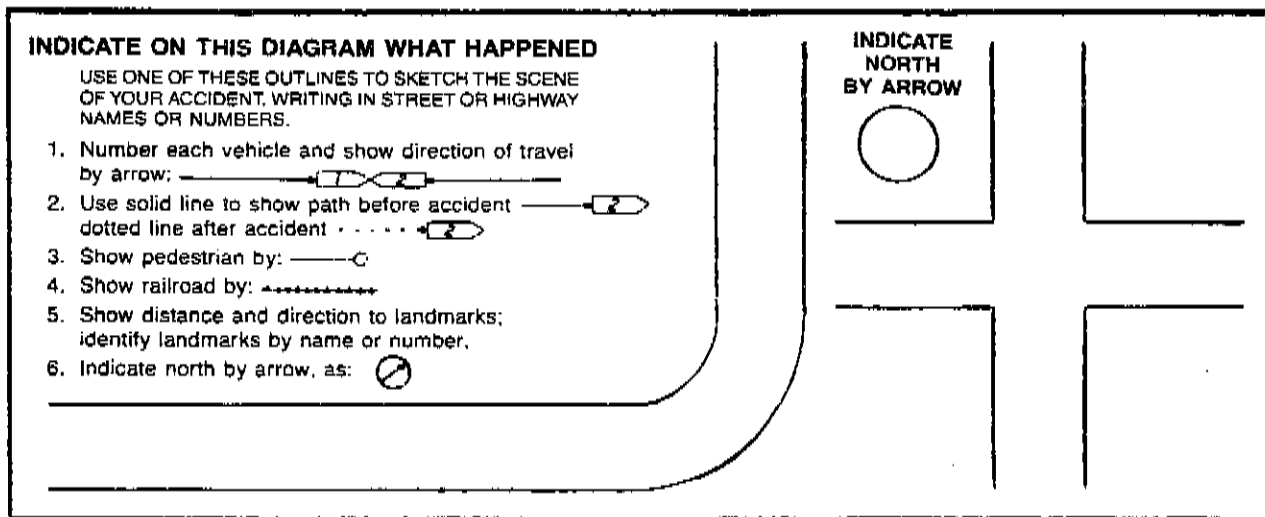 INDICATE ON THIS DIAGRAM WHAT HAPPENED
USE ONE OF THESE OUTLINES TO SKETCH THE SCENE
OF YOUR ACCIDENT, WRITING IN STREET OR HIGHWAY
NAMES OR NUMBERS.
1. Number each vehicle and show direction of travel
by arrow: 1 2
2. Use solid line to show path before accident 2
dotted line after accident 2
3. Show pedestrian by:
4. Show railroad by:
5. Show distance and direction to landmarks;
identify landmarks by name or number.
6. Indicate north by arrow, as:
INDICATE
NORTH
BY ARROW